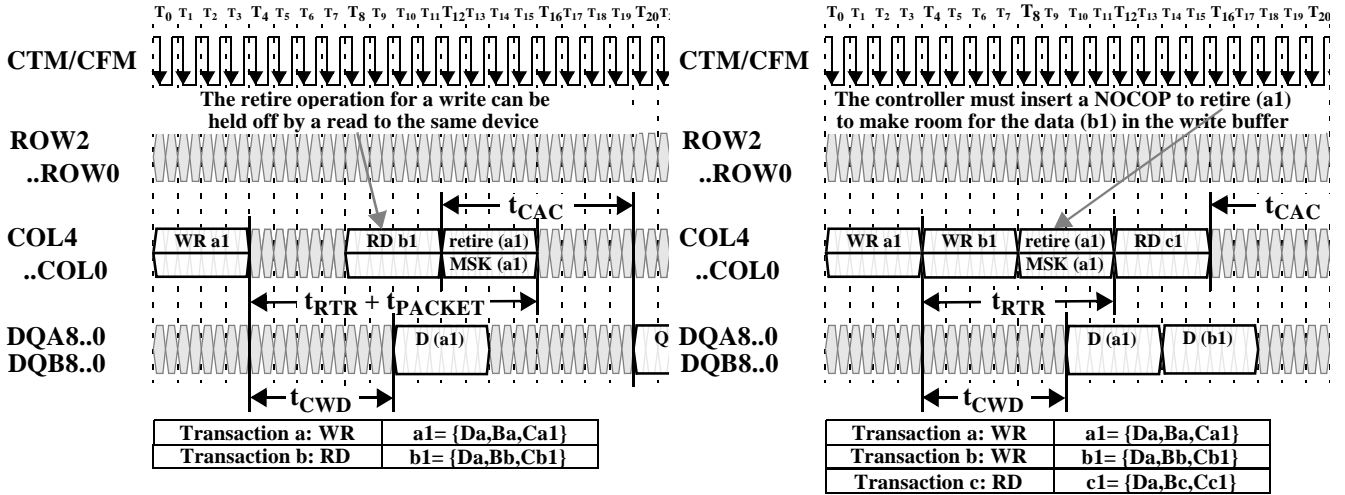 T0 T1 T2 T3 T4 T5 T6 T7 T8 T9 T10 T11 T12 T13 T14 T15 T16 T17 T18 T19 T20
CTM/CFM
The retire operation for a write can be
held off by a read to the same device
ROW2
..ROW0
tCAC
COL4
..COL0
WR a1
RD b1
retire (a1)
MSK (a1)
tRTR + tPACKET
DQA8..0
DQB8..0
D (a1)
Q
tCWD
Transaction a: WR a1= {Da,Ba,Ca1}
Transaction b: RD b1= {Da,Bb,Cb1}
T0 T1 T2 T3 T4 T5 T6 T7 T8 T9 T10 T11 T12 T13 T14 T15 T16 T17 T18 T19 T20
CTM/CFM
The controller must insert a NOCOP to retire (a1)
to make room for the data (b1) in the write buffer
ROW2
..ROW0
tCAC
COL4
..COL0
WR a1
WR b1
retire (a1)
RD c1
MSK (a1)
tRTR
DQA8..0
DQB8..0
D (a1)
D (b1)
tCWD
Transaction a: WR a1= {Da,Ba,Ca1}
Transaction b: WR b1= {Da,Bb,Cb1}
Transaction c: RD c1= {Da,Bc,Cc1}